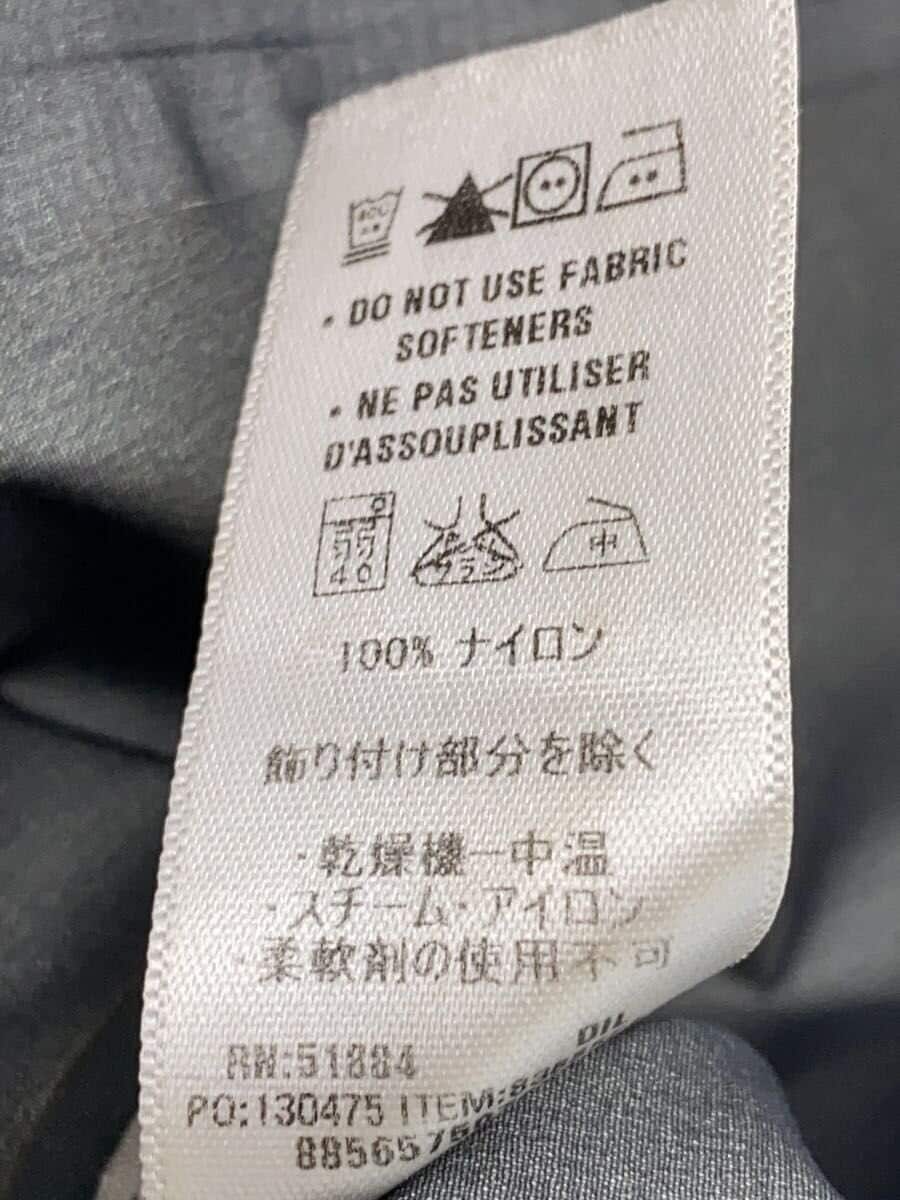 • DO NOT USE FABRIC
SOFTENERS
• NE PAS UTILISER
D'ASSOUPLISSANT
40
中
100% ナイロン
飾り付け部分を除く
・乾燥機ー中温
・スチーム・アイロン
・柔軟剤の使用不可
RN:51884
PO:130475 ITEM: